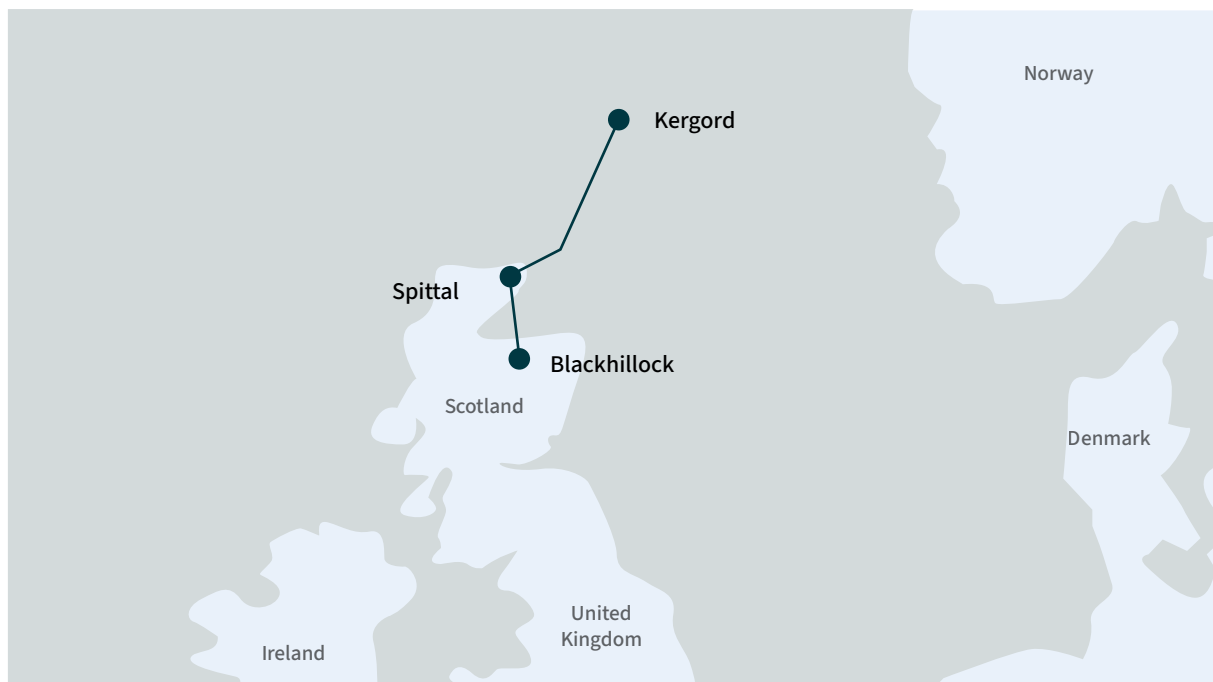 Norway
Kergord
Spittal
Blackhillock
Scotland
Denmark
United
Kingdom
Ireland